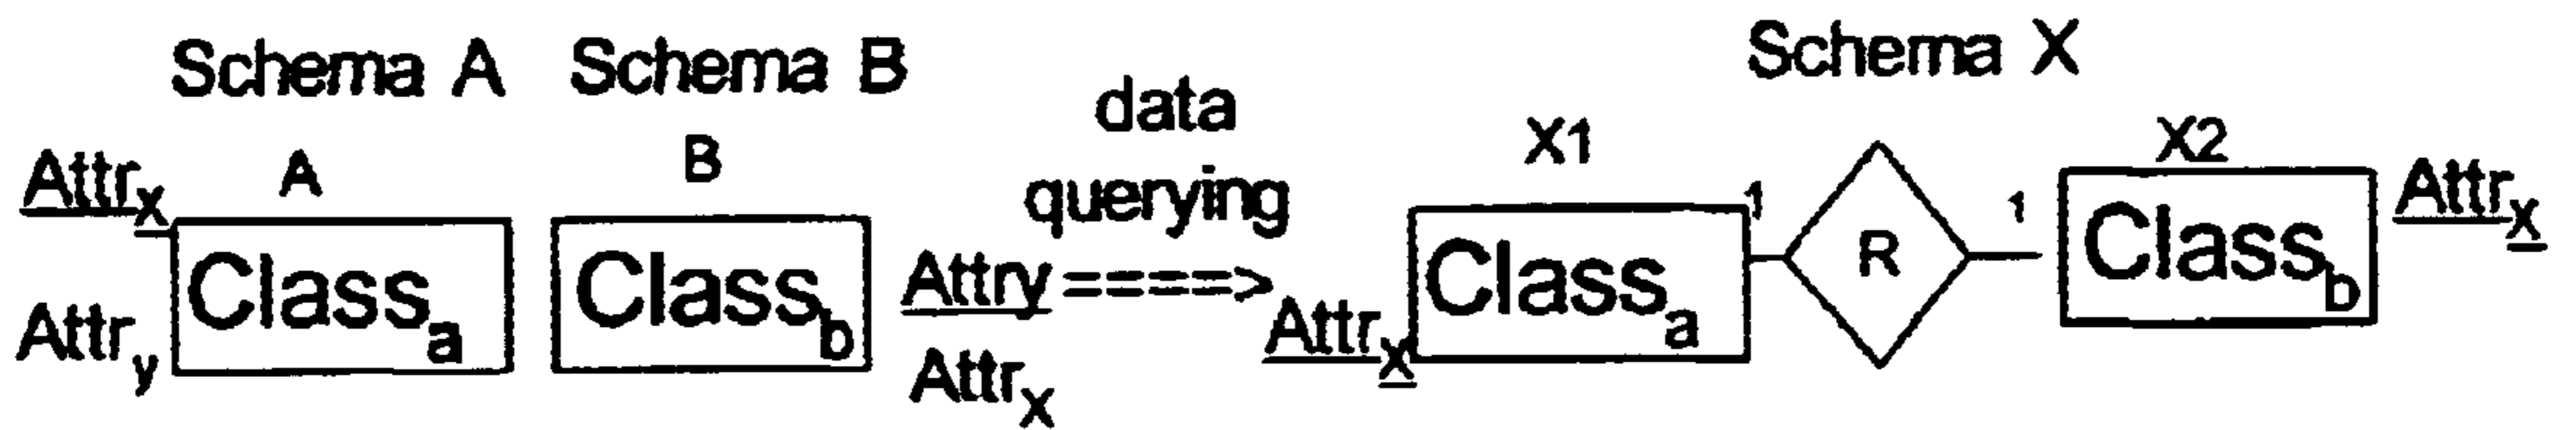 Schema A Schema B Schema X
data
querying
A B X1 X2
Attrx Attrx
1 1
Classa Classb ====> Classa R Classb
Attry Attry Attrx
Attrx